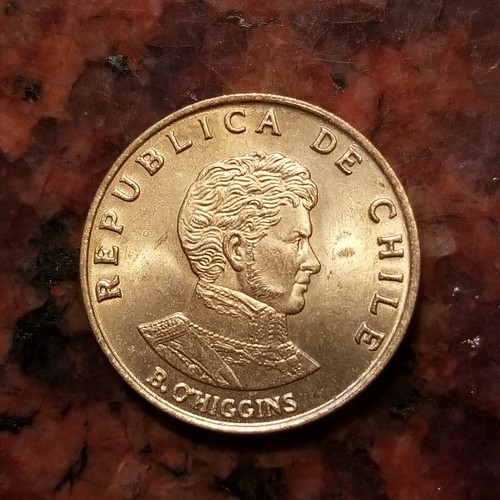 REPUBLICA DE CHILE
B. O'HIGGINS